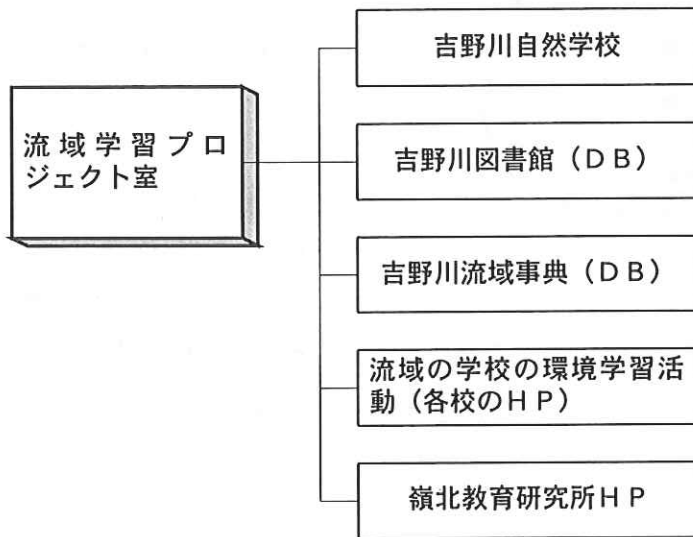 流域学習プロ
ジェクト室
吉野川自然学校
吉野川図書館（ＤＢ）
吉野川流域事典（ＤＢ）
流域の学校の環境学習活
動（各校のＨＰ）
嶺北教育研究所ＨＰ